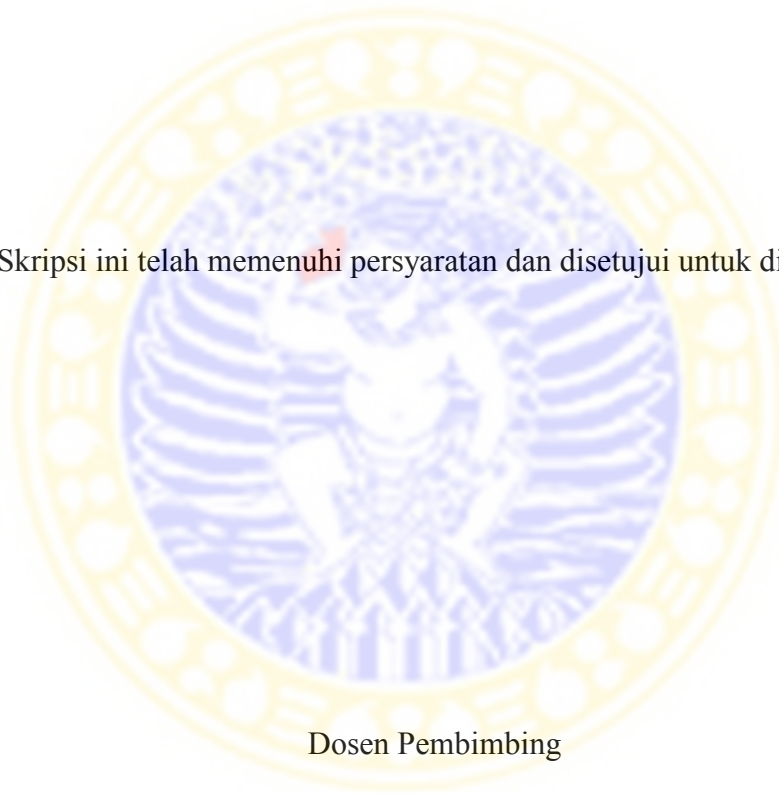 Skripsi ini telah memenuhi persyaratan dan disetujui untuk di
Dosen Pembimbing